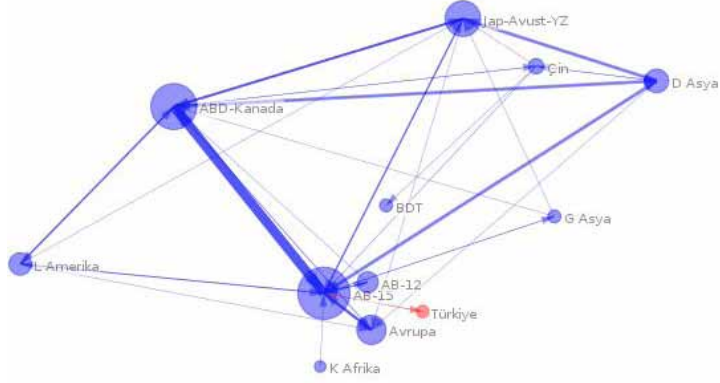 Jap-Avust-YZ
Çin
D Asya
ABD-Kanada
BDT
G Asya
L Amerika
AB-12
AB-15
Türkiye
Avrupa
K Afrika